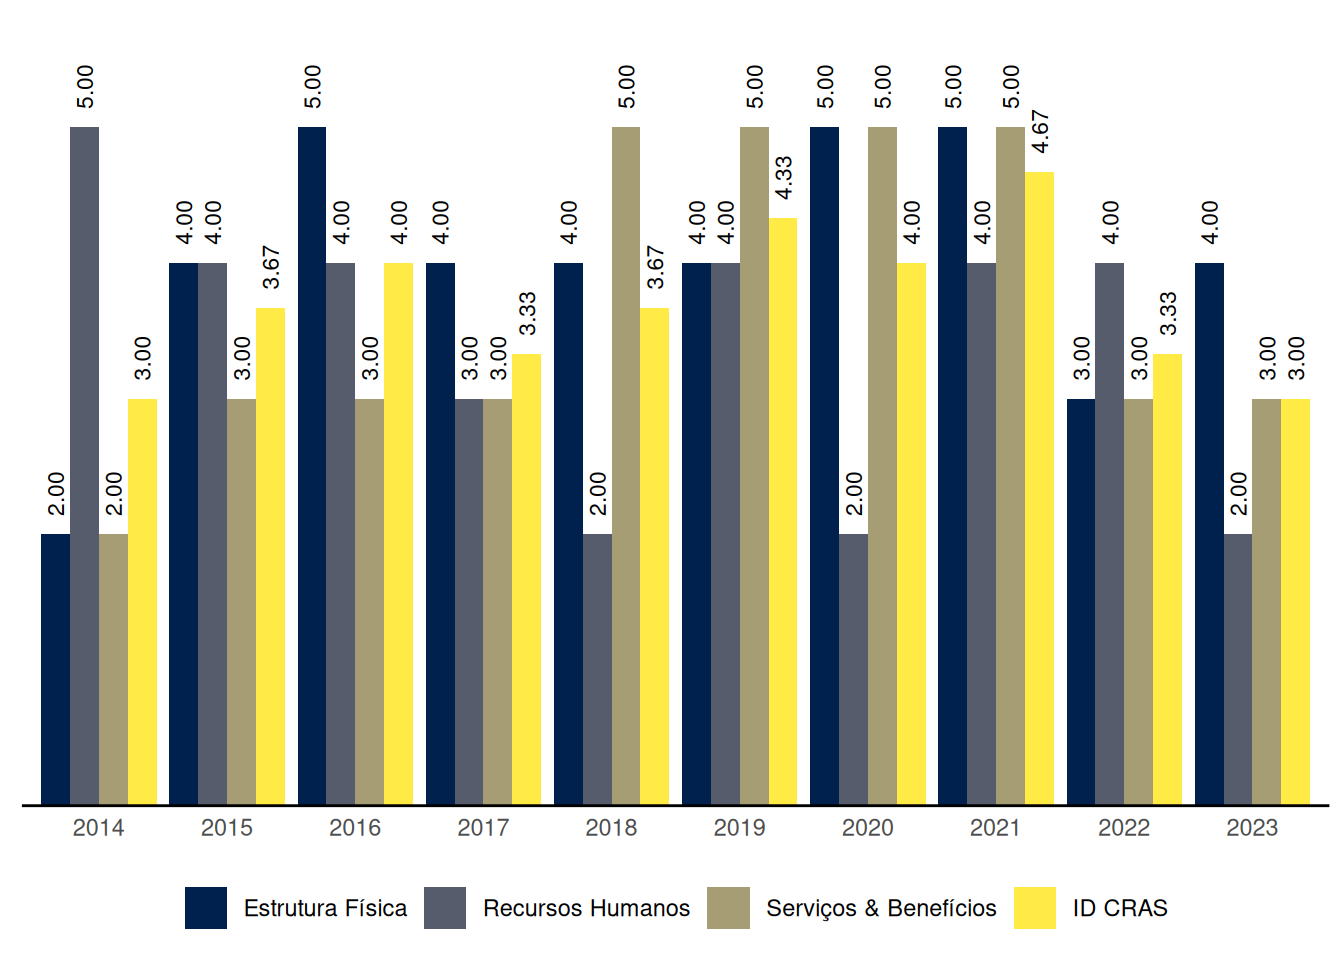 2.00 5.00 2.00 3.00 4.00 4.00 3.00 3.67 5.00 4.00 3.00 4.00 4.00 3.00 3.00 3.33 4.00 2.00 5.00 3.67 4.00 4.00 5.00 4.33 5.00 2.00 5.00 4.00 5.00 4.00 5.00 4.67 3.00 4.00 3.00 3.33 4.00 2.00 3.00 3.00
2014 2015 2016 2017 2018 2019 2020 2021 2022 2023
Estrutura Física Recursos Humanos Serviços & Benefícios ID CRAS